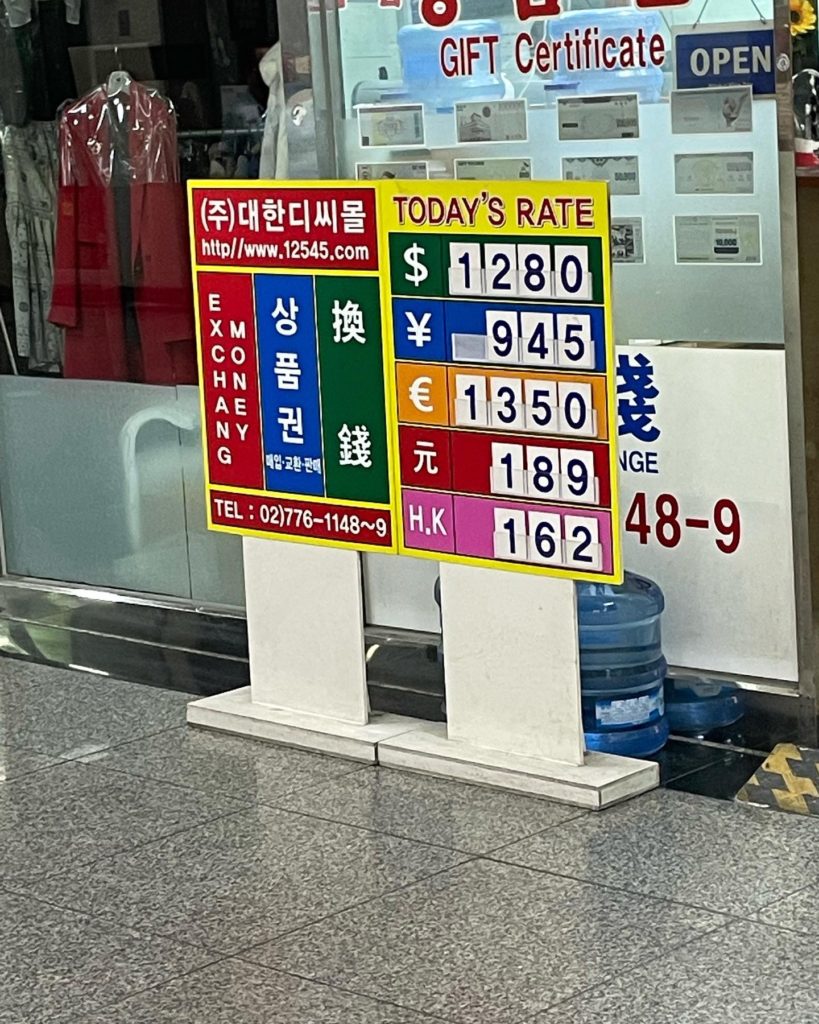 GIFT Certificate
OPEN
(주)대한디씨몰
http//www.12545.com
EXCHANG
MONEY
상품권
매입·교환·판매
換錢
TEL : 02)776-1148~9
TODAY'S RATE
$ 1280
¥ 945
€ 1350
元 189
H.K 162
NGE
48-9